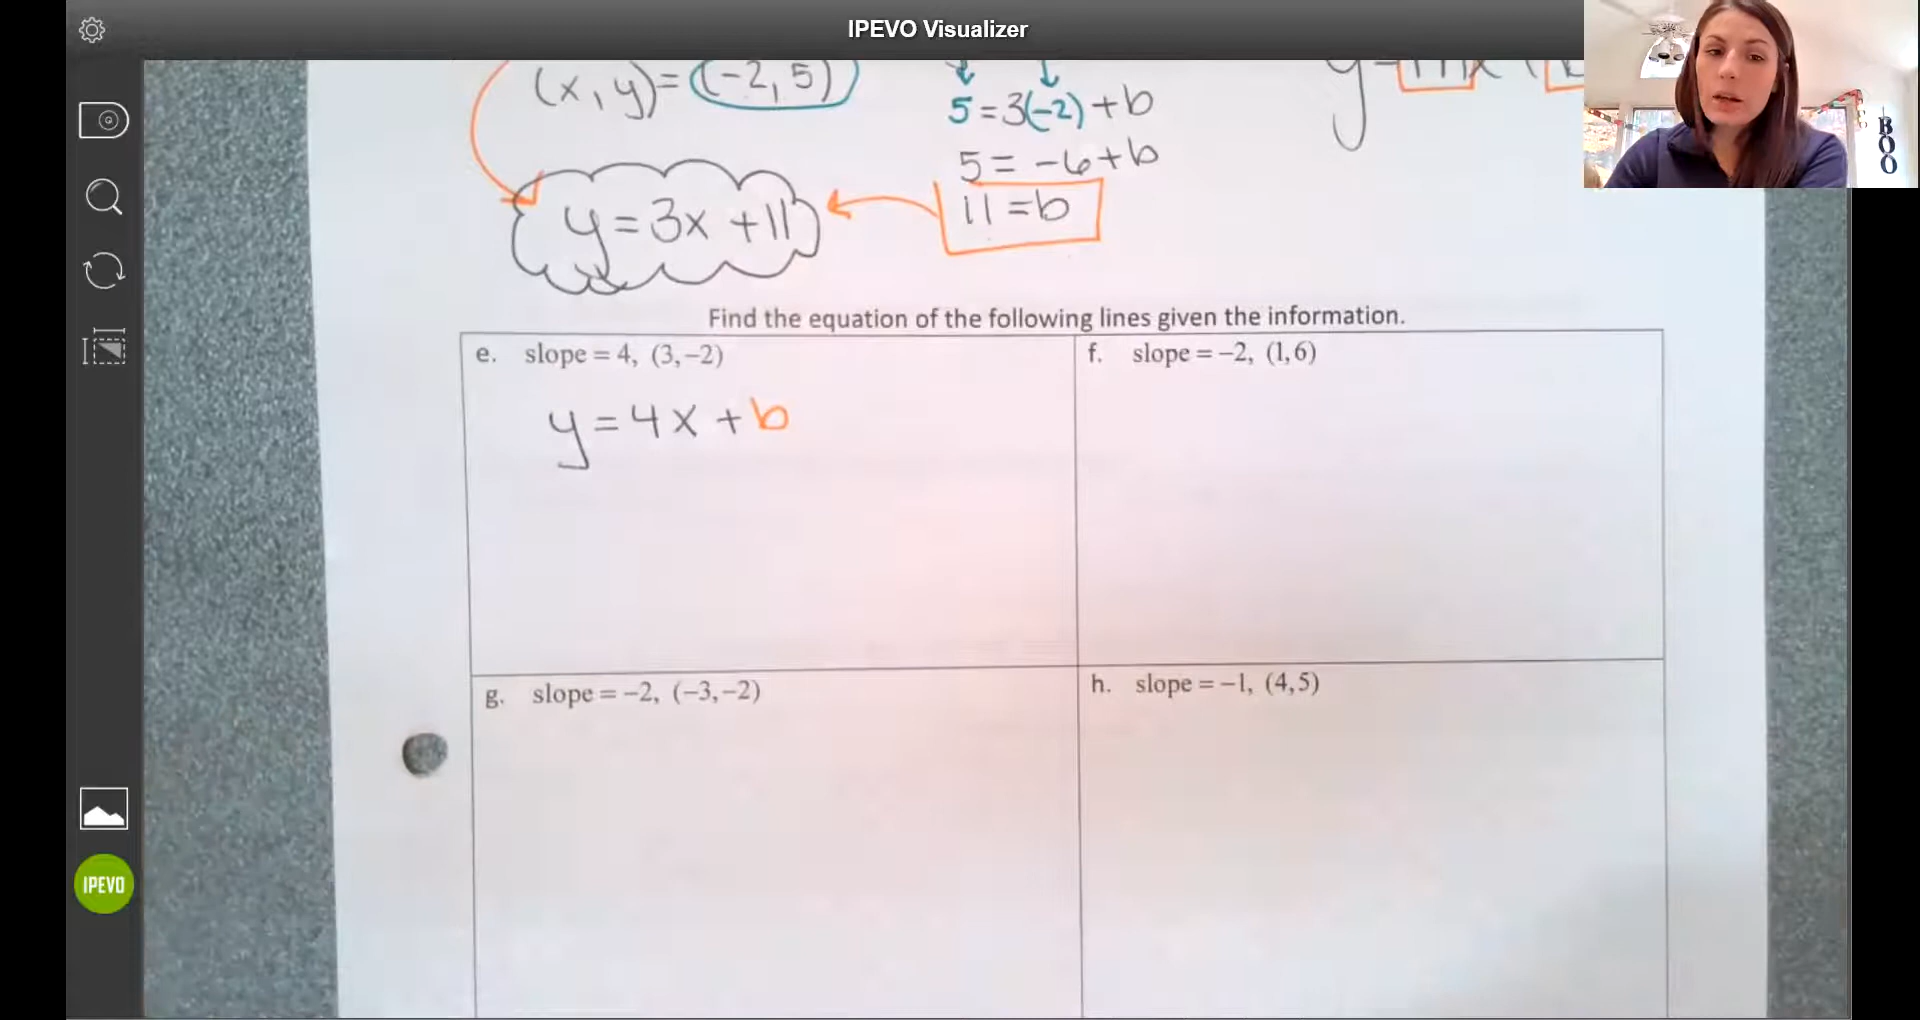 IPEVO Visualizer
(x, y) = (-2, 5)
5 = 3(-2) + b
5 = -6 + b
11 = b
y = 3x + 11
Find the equation of the following lines given the information.
e. slope = 4, (3,−2)
y = 4x + b
f. slope = −2, (1,6)
g. slope = −2, (−3,−2)
h. slope = −1, (4,5)
IPEVO
BOO